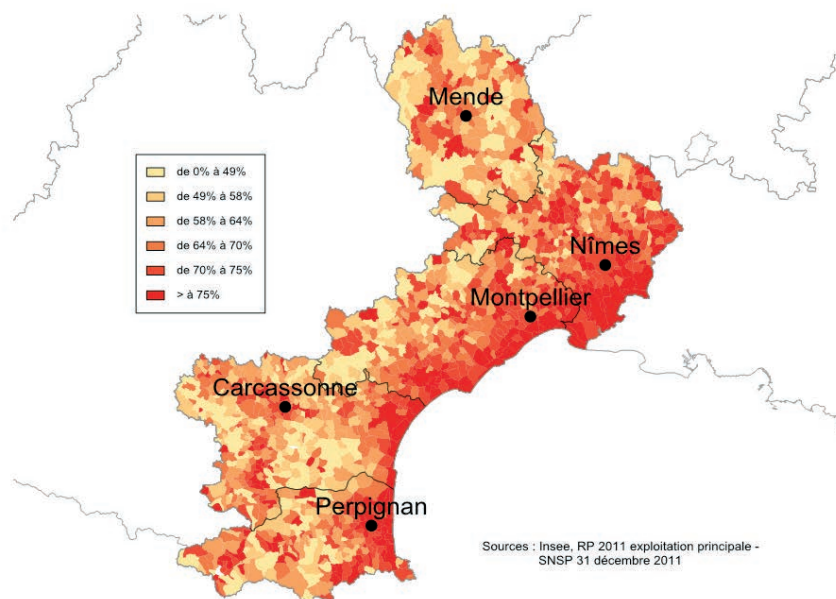 Mende
de 0% à 49%
de 49% à 58%
de 58% à 64%
de 64% à 70%
de 70% à 75%
> à 75%
Nîmes
Montpellier
Carcassonne
Perpignan
Sources : Insee, RP 2011 exploitation principale -
SNSP 31 décembre 2011